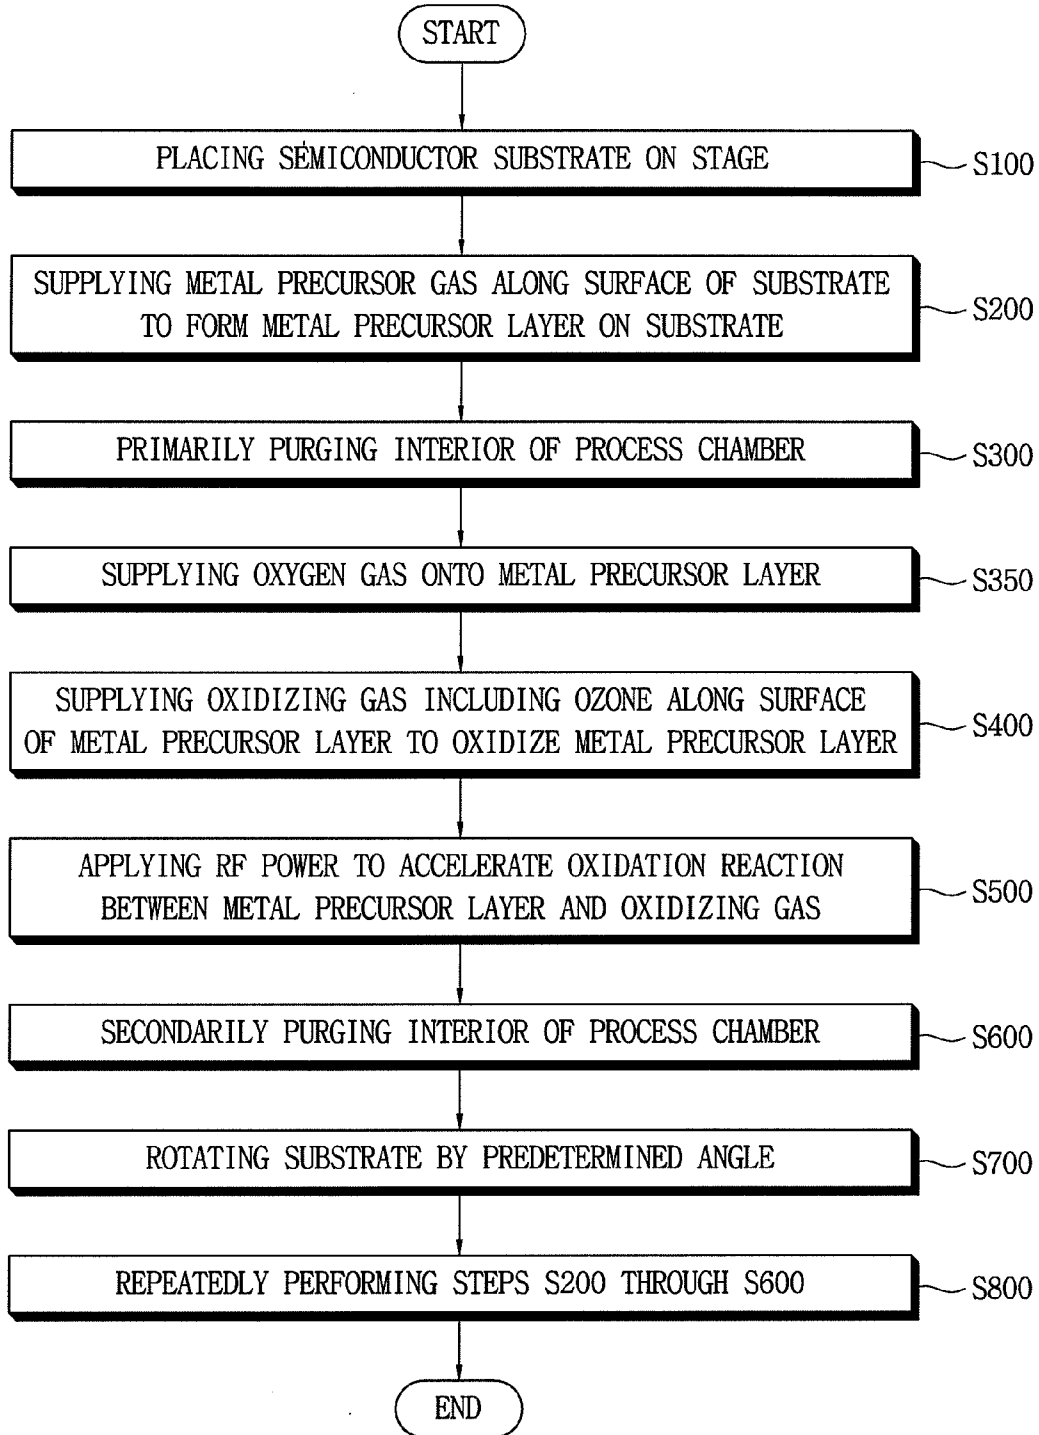 START
PLACING SEMICONDUCTOR SUBSTRATE ON STAGE
S100
SUPPLYING METAL PRECURSOR GAS ALONG SURFACE OF SUBSTRATE
TO FORM METAL PRECURSOR LAYER ON SUBSTRATE
S200
PRIMARILY PURGING INTERIOR OF PROCESS CHAMBER
S300
SUPPLYING OXYGEN GAS ONTO METAL PRECURSOR LAYER
S350
SUPPLYING OXIDIZING GAS INCLUDING OZONE ALONG SURFACE
OF METAL PRECURSOR LAYER TO OXIDIZE METAL PRECURSOR LAYER
S400
APPLYING RF POWER TO ACCELERATE OXIDATION REACTION
BETWEEN METAL PRECURSOR LAYER AND OXIDIZING GAS
S500
SECONDARILY PURGING INTERIOR OF PROCESS CHAMBER
S600
ROTATING SUBSTRATE BY PREDETERMINED ANGLE
S700
REPEATEDLY PERFORMING STEPS S200 THROUGH S600
S800
END